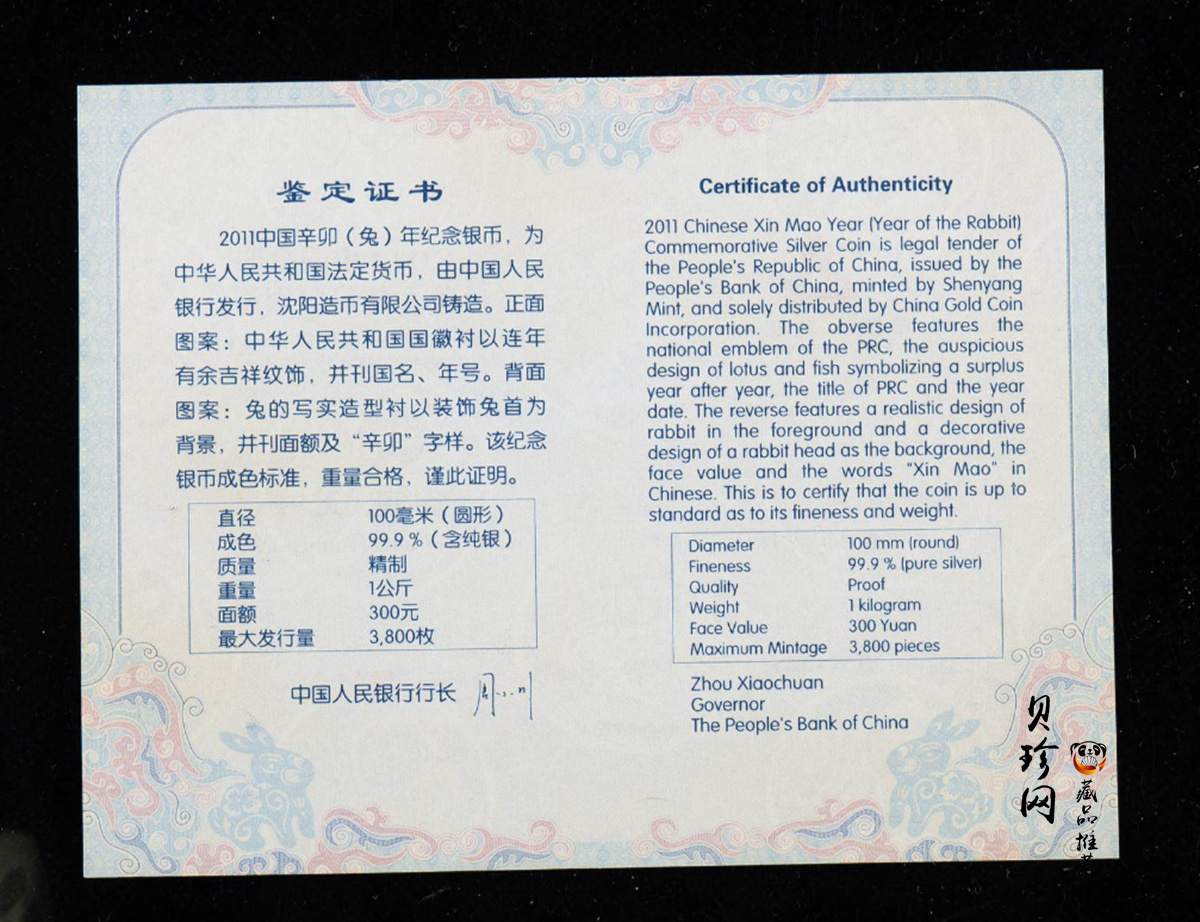 鉴定证书
2011中国辛卯（兔）年纪念银币，为
中华人民共和国法定货币，由中国人民
银行发行，沈阳造币有限公司铸造。正面
图案：中华人民共和国国徽衬以连年
有余吉祥纹饰，并刊国名、年号。背面
图案：兔的写实造型衬以装饰兔首为
背景，并刊面额及“辛卯”字样。该纪念
银币成色标准，重量合格，谨此证明。
直径 100毫米（圆形）
成色 99.9 %（含纯银）
质量 精制
重量 1公斤
面额 300元
最大发行量 3,800枚
中国人民银行行长 周小川
Certificate of Authenticity
2011 Chinese Xin Mao Year (Year of the Rabbit)
Commemorative Silver Coin is legal tender of
the People's Republic of China, issued by the
People's Bank of China, minted by Shenyang
Mint, and solely distributed by China Gold Coin
Incorporation. The obverse features the
national emblem of the PRC, the auspicious
design of lotus and fish symbolizing a surplus
year after year, the title of PRC and the year
date. The reverse features a realistic design of
rabbit in the foreground and a decorative
design of a rabbit head as the background, the
face value and the words "Xin Mao" in
Chinese. This is to certify that the coin is up to
standard as to its fineness and weight.
Diameter 100 mm (round)
Fineness 99.9 % (pure silver)
Quality Proof
Weight 1 kilogram
Face Value 300 Yuan
Maximum Mintage 3,800 pieces
Zhou Xiaochuan
Governor
The People's Bank of China
贝珍网
藏品推